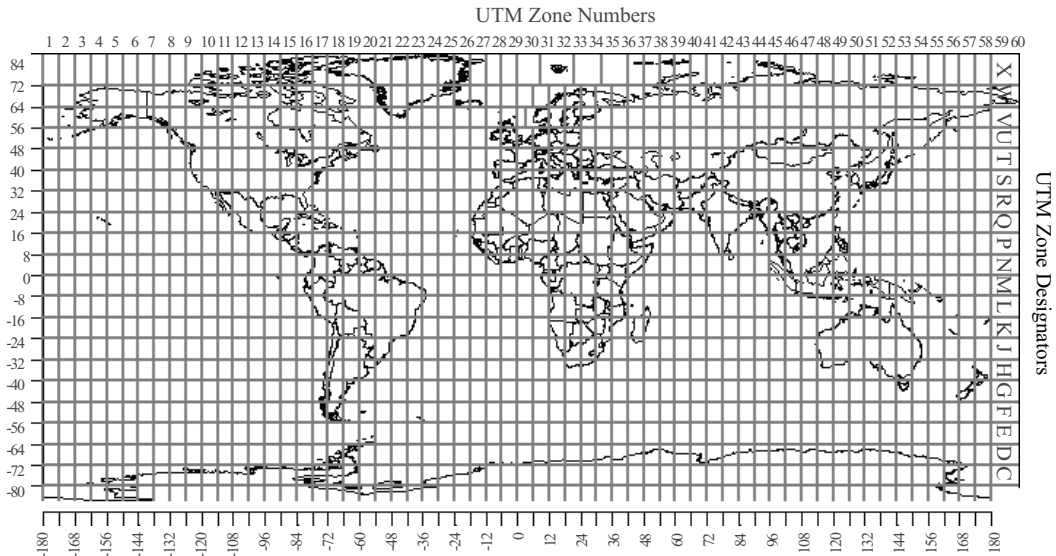 UTM Zone Numbers
1 2 3 4 5 6 7 8 9 10 11 12 13 14 15 16 17 18 19 20 21 22 23 24 25 26 27 28 29 30 31 32 33 34 35 36 37 38 39 40 41 42 43 44 45 46 47 48 49 50 51 52 53 54 55 56 57 58 59 60
84
72
64
56
48
40
32
24
16
8
0
-8
-16
-24
-32
-40
-48
-56
-64
-72
-80
X
W
V
U
T
S
R
Q
P
N
M
L
K
J
H
G
F
E
D
C
UTM Zone Designators
-180 -168 -156 -144 -132 -120 -108 -96 -84 -72 -60 -48 -36 -24 -12 0 12 24 36 48 60 72 84 96 108 120 132 144 156 168 180